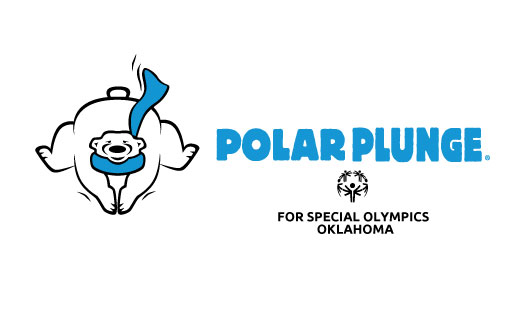 POLAR PLUNGE®
FOR SPECIAL OLYMPICS
OKLAHOMA